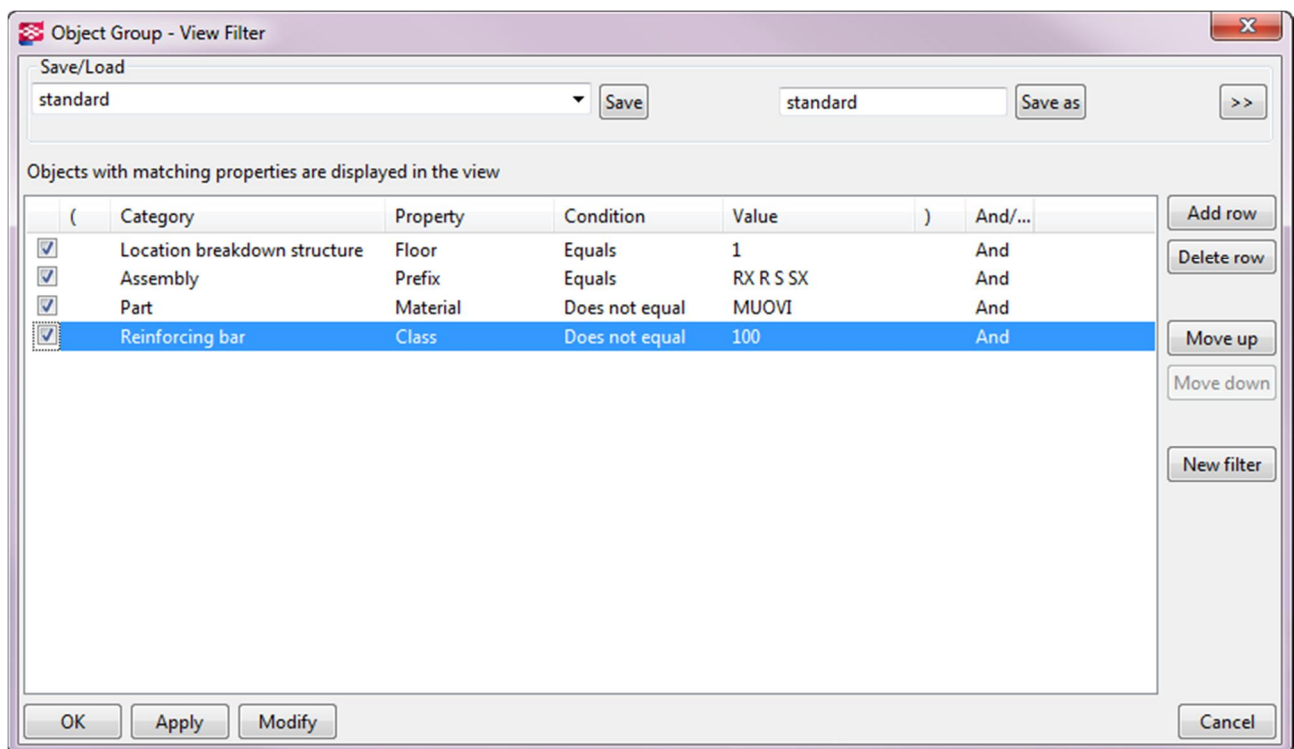 Object Group - View Filter
Save/Load
standard Save standard Save as >>
Objects with matching properties are displayed in the view
( Category Property Condition Value ) And/...
Location breakdown structure Floor Equals 1 And
Assembly Prefix Equals RX R S SX And
Part Material Does not equal MUOVI And
Reinforcing bar Class Does not equal 100 And
Add row
Delete row
Move up
Move down
New filter
OK Apply Modify Cancel